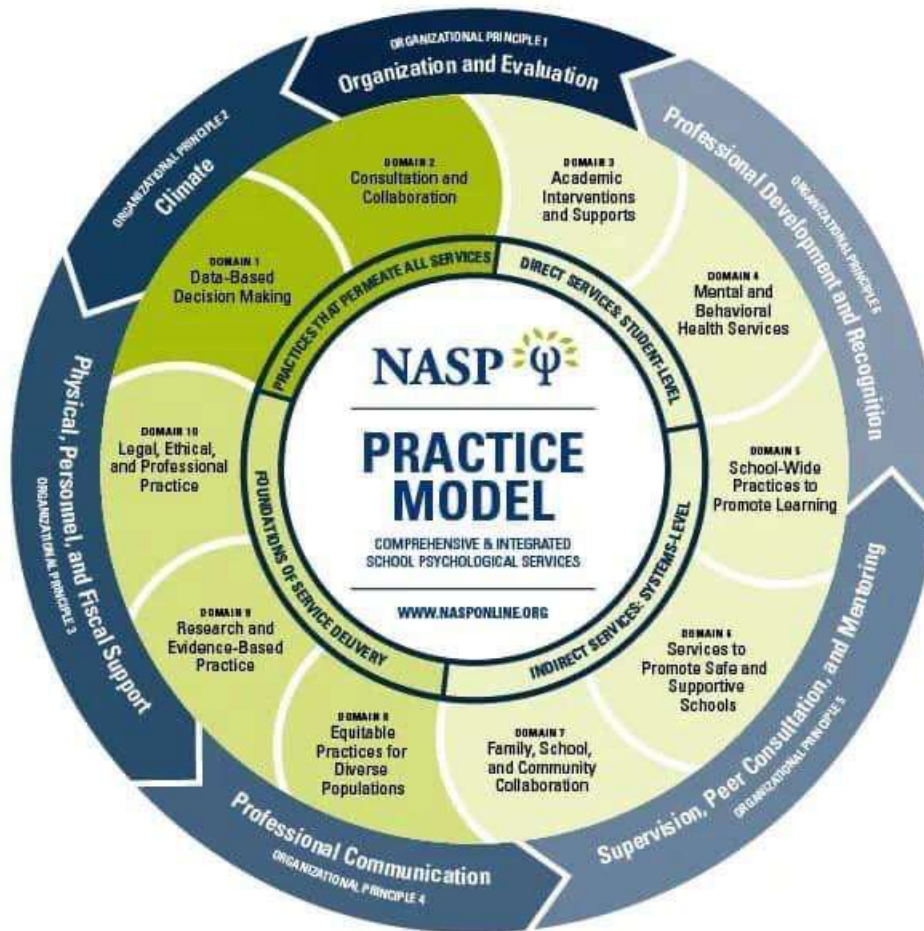 ORGANIZATIONAL PRINCIPLE 1
Organization and Evaluation
ORGANIZATIONAL PRINCIPLE 2
Climate
Physical, Personnel, and Fiscal Support
ORGANIZATIONAL PRINCIPLE 3
Professional Communication
ORGANIZATIONAL PRINCIPLE 4
Supervision, Peer Consultation, and Mentoring
ORGANIZATIONAL PRINCIPLE 5
ORGANIZATIONAL PRINCIPLE 6
Professional Development and Recognition
DOMAIN 1
Data-Based
Decision Making
DOMAIN 2
Consultation and
Collaboration
DOMAIN 3
Academic
Interventions
and Supports
DOMAIN 4
Mental and
Behavioral
Health Services
DOMAIN 5
School-Wide
Practices to
Promote Learning
DOMAIN 6
Services to
Promote Safe and
Supportive
Schools
DOMAIN 7
Family, School,
and Community
Collaboration
DOMAIN 8
Equitable
Practices for
Diverse
Populations
DOMAIN 9
Research and
Evidence-Based
Practice
DOMAIN 10
Legal, Ethical,
and Professional
Practice
PRACTICES THAT PERMEATE ALL SERVICES
DIRECT SERVICES: STUDENT-LEVEL
INDIRECT SERVICES: SYSTEMS-LEVEL
FOUNDATIONS OF SERVICE DELIVERY
NASP ψ
PRACTICE
MODEL
COMPREHENSIVE & INTEGRATED
SCHOOL PSYCHOLOGICAL SERVICES
WWW.NASPONLINE.ORG